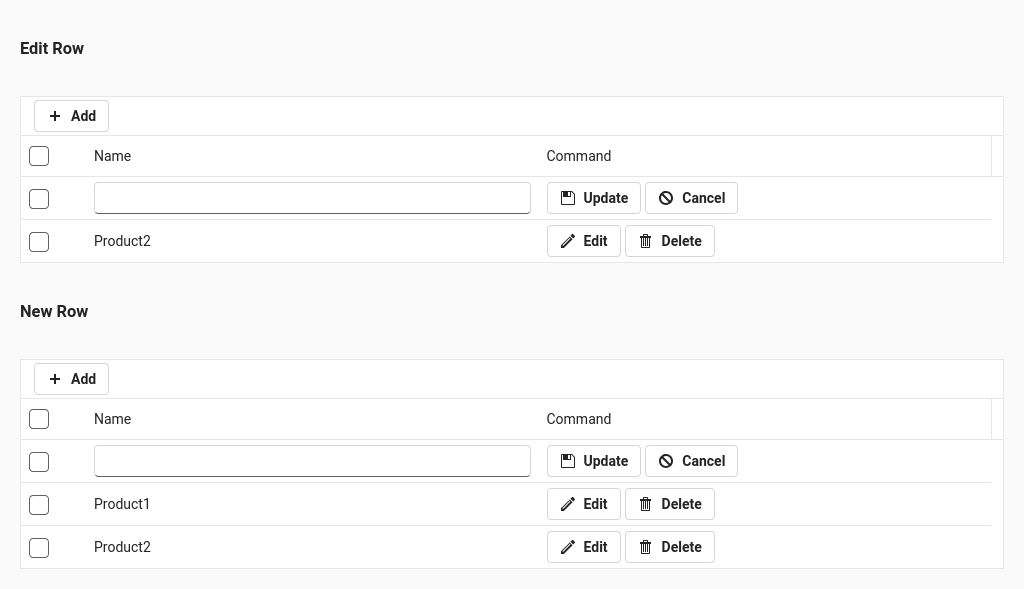 Edit Row
Add
Name Command
Update Cancel
Product2 Edit Delete
New Row
Add
Name Command
Update Cancel
Product1 Edit Delete
Product2 Edit Delete